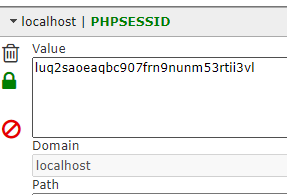 localhost | PHPSESSID
Value
luq2saoeaqbc907frn9nunm53rtii3vl
Domain
localhost
Path